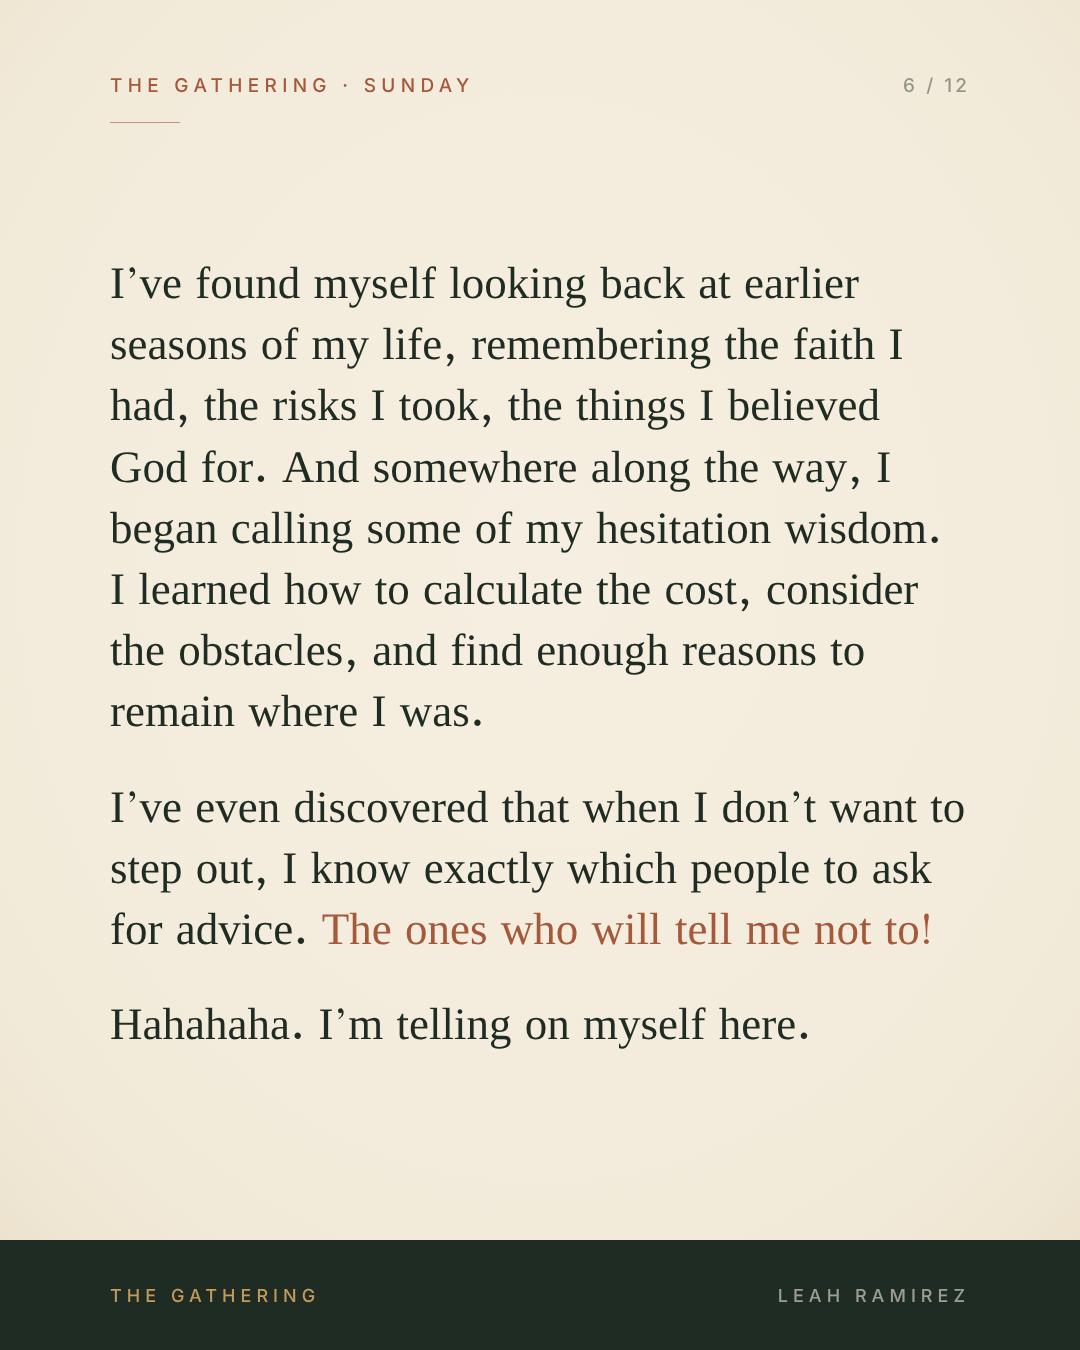 THE GATHERING · SUNDAY
6 / 12
I’ve found myself looking back at earlier
seasons of my life, remembering the faith I
had, the risks I took, the things I believed
God for. And somewhere along the way, I
began calling some of my hesitation wisdom.
I learned how to calculate the cost, consider
the obstacles, and find enough reasons to
remain where I was.
I’ve even discovered that when I don’t want to
step out, I know exactly which people to ask
for advice. The ones who will tell me not to!
Hahahaha. I’m telling on myself here.
THE GATHERING
LEAH RAMIREZ